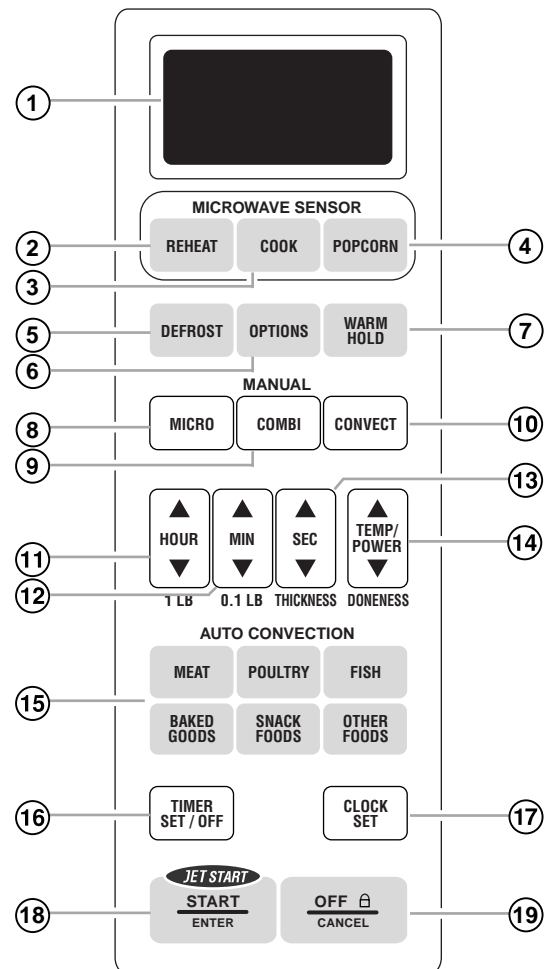 1
MICROWAVE SENSOR
2 REHEAT COOK POPCORN 4
3
5 DEFROST OPTIONS WARM HOLD 7
6
MANUAL
8 MICRO COMBI CONVECT 10
9
13
HOUR MIN SEC TEMP/ POWER
11 14
12
1 LB 0.1 LB THICKNESS DONENESS
AUTO CONVECTION
MEAT POULTRY FISH
15
BAKED GOODS SNACK FOODS OTHER FOODS
16 TIMER SET / OFF CLOCK SET 17
JET START
18 START OFF 19
ENTER CANCEL